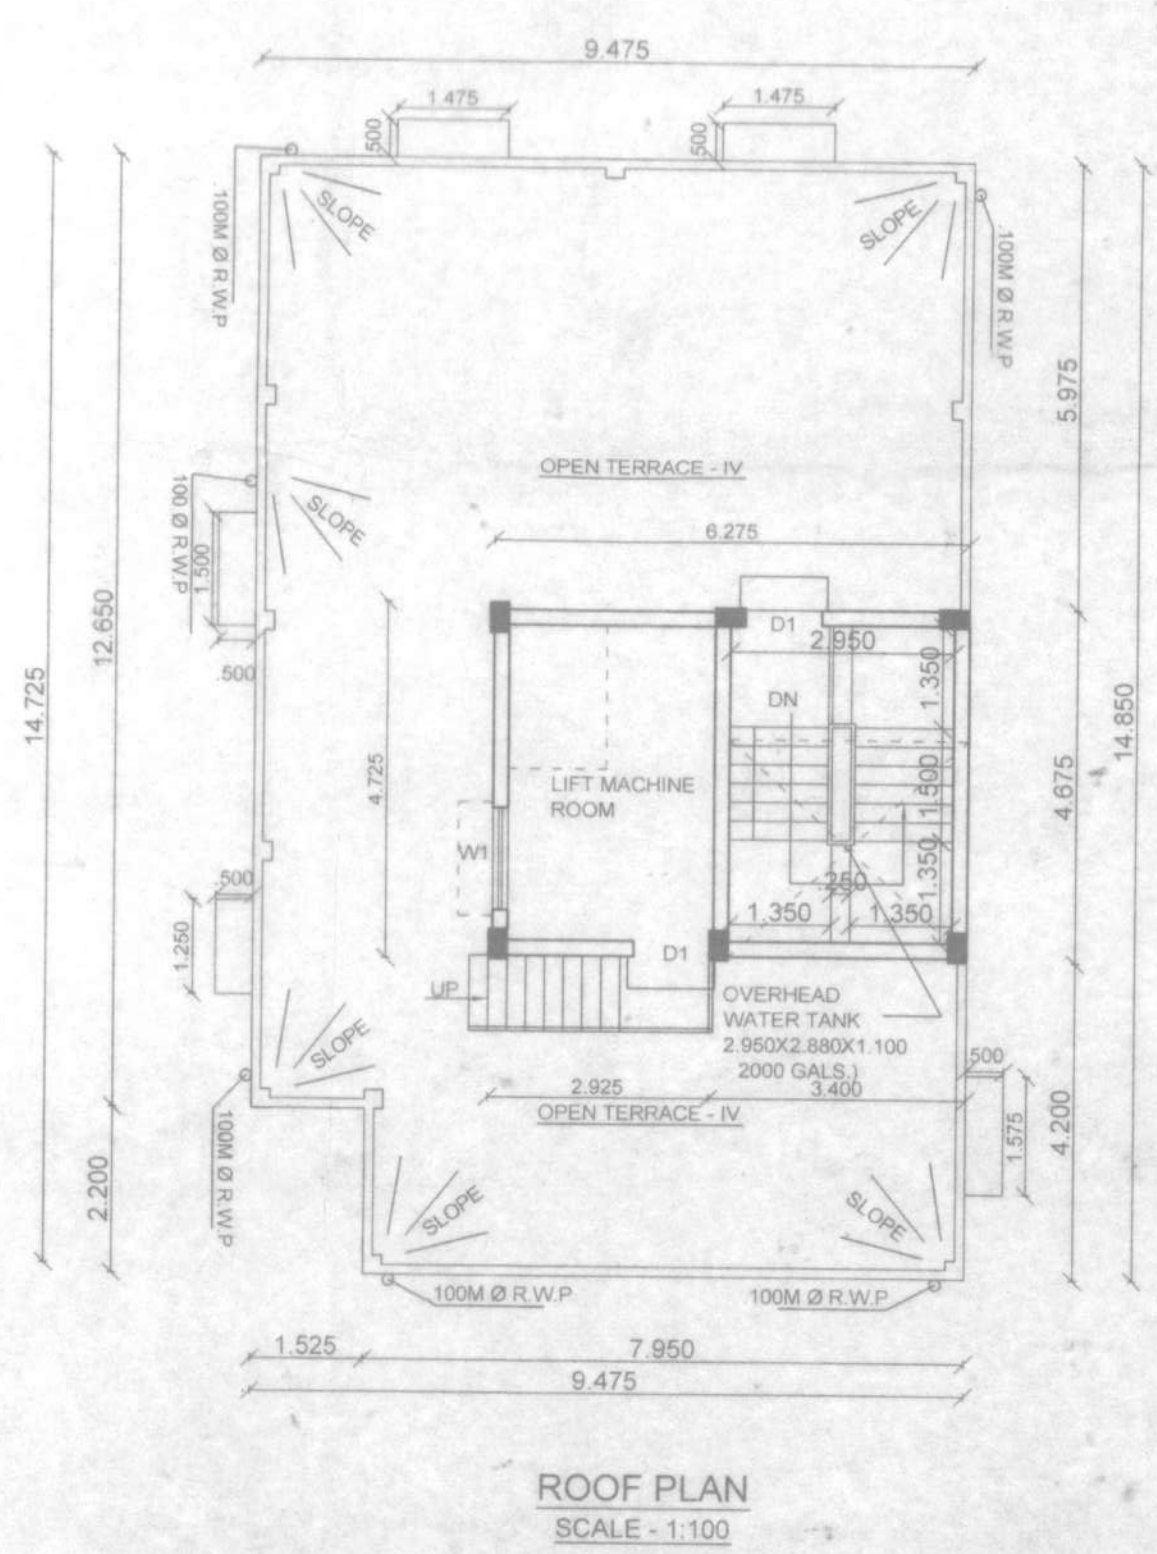 9.475
1.475
1.475
.500
.500
SLOPE
SLOPE
.100M Ø R.W.P
.100M Ø R.W.P
5.975
OPEN TERRACE - IV
100 Ø R.W.P
SLOPE
1.500
6.275
.500
12.650
14.725
D1
2.950
1.350
DN
4.725
LIFT MACHINE
ROOM
1.500
4.675
14.850
W1
1.350
.250
1.350
1.350
.500
1.250
D1
UP
OVERHEAD
WATER TANK
2.950X2.880X1.100
2000 GALS.)
SLOPE
.500
2.925
3.400
OPEN TERRACE - IV
1.575
4.200
100M Ø R.W.P
2.200
SLOPE
SLOPE
100M Ø R.W.P
100M Ø R.W.P
1.525
7.950
9.475
ROOF PLAN
SCALE - 1:100